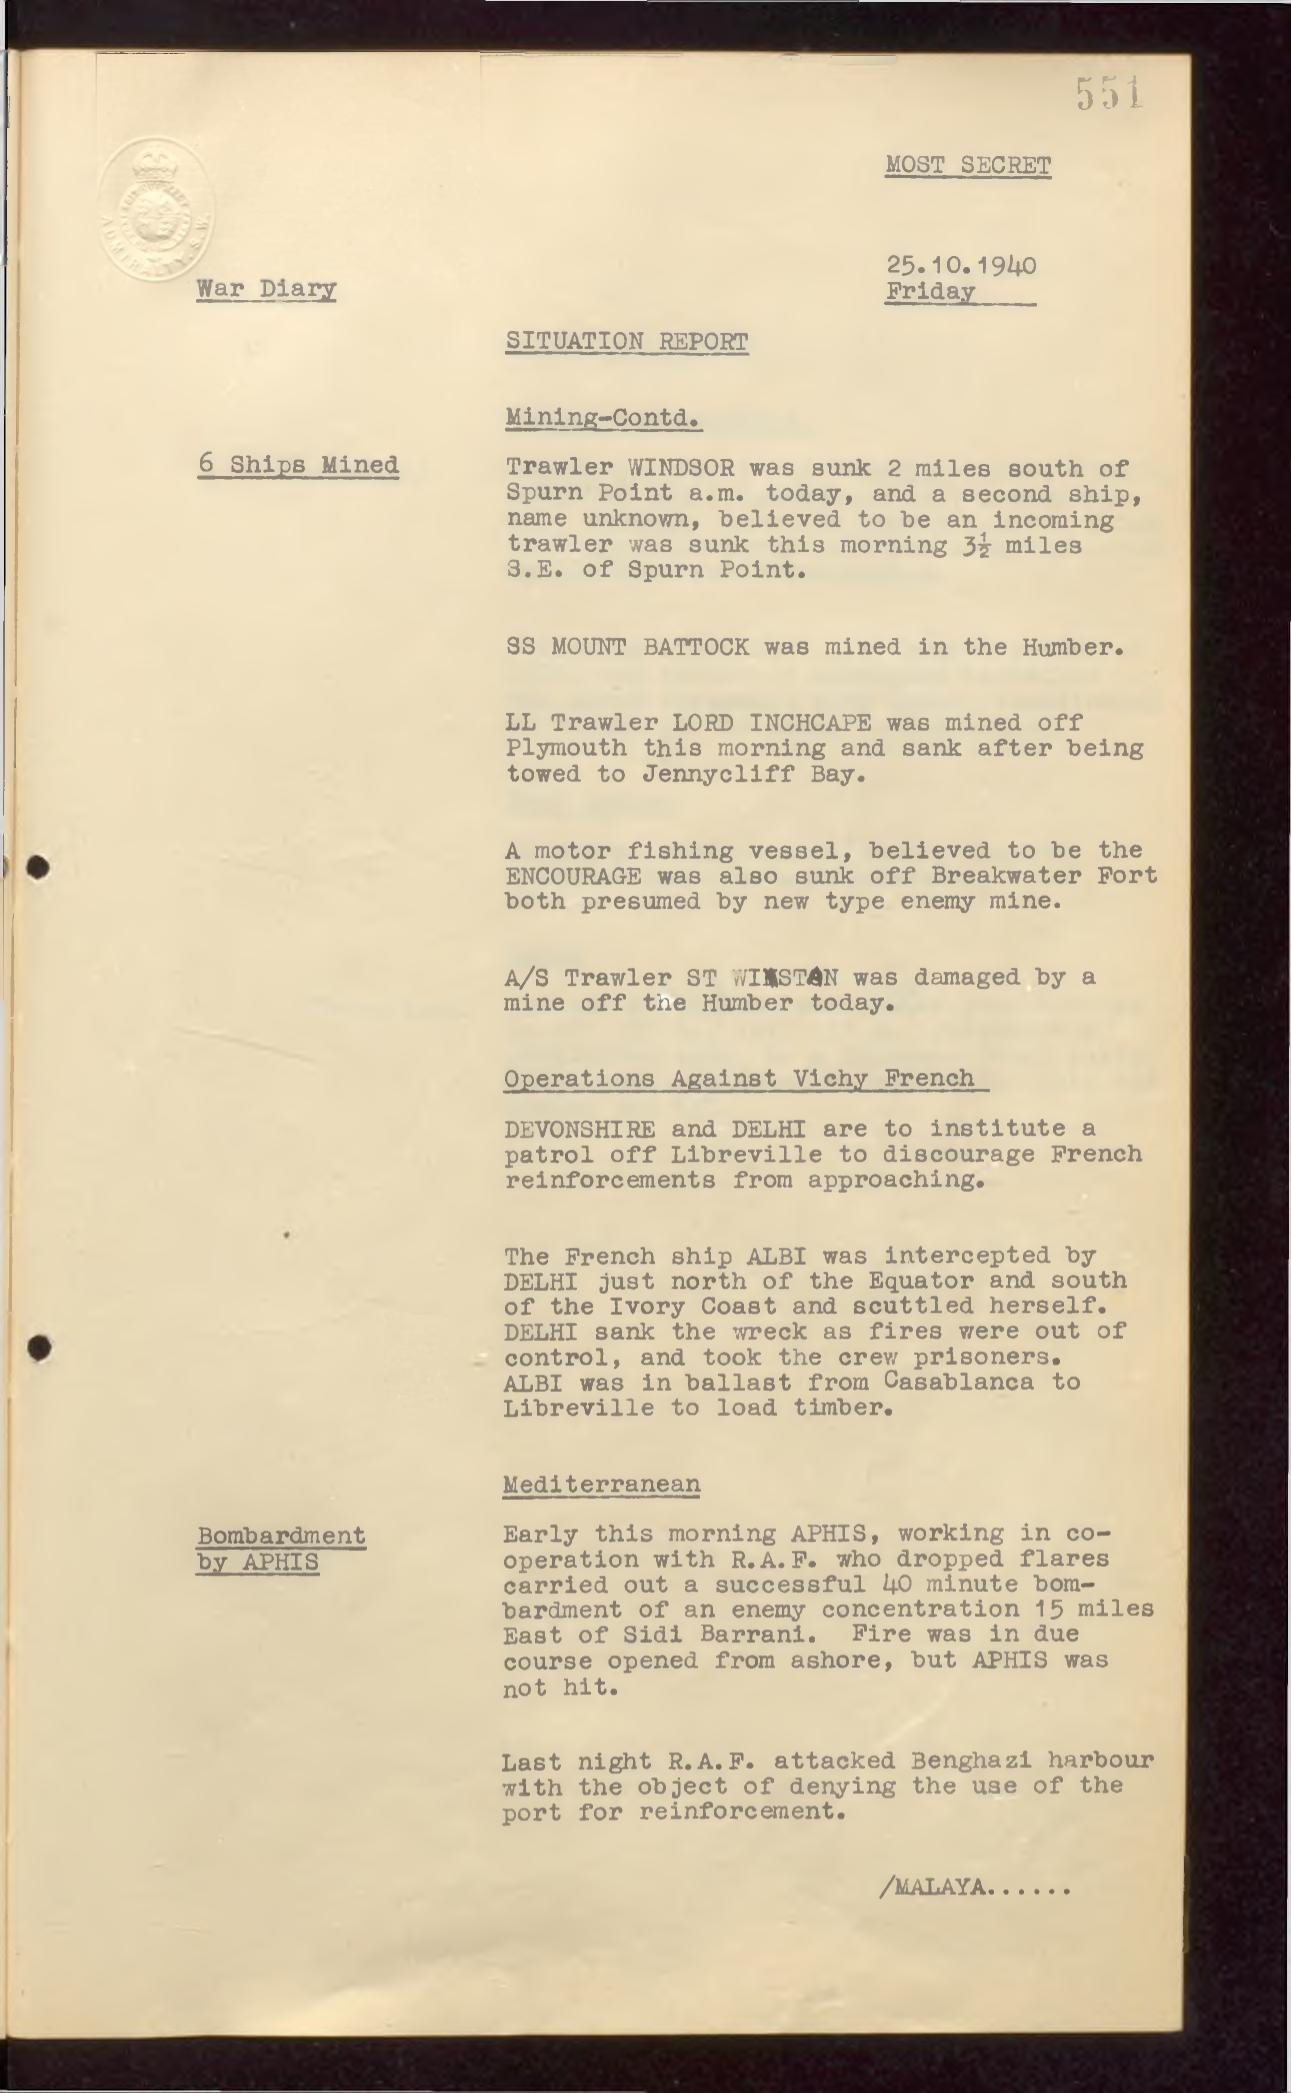 551
MOST SECRET
ADMIRALTY. S.W.
25.10.1940
Friday
War Diary
SITUATION REPORT
Mining-Contd.
6 Ships Mined
Trawler WINDSOR was sunk 2 miles south of
Spurn Point a.m. today, and a second ship,
name unknown, believed to be an incoming
trawler was sunk this morning 3½ miles
S.E. of Spurn Point.
SS MOUNT BATTOCK was mined in the Humber.
LL Trawler LORD INCHCAPE was mined off
Plymouth this morning and sank after being
towed to Jennycliff Bay.
A motor fishing vessel, believed to be the
ENCOURAGE was also sunk off Breakwater Fort
both presumed by new type enemy mine.
A/S Trawler ST was damaged by a
mine off the Humber today.
Operations Against Vichy French
DEVONSHIRE and DELHI are to institute a
patrol off Libreville to discourage French
reinforcements from approaching.
The French ship ALBI was intercepted by
DELHI just north of the Equator and south
of the Ivory Coast and scuttled herself.
DELHI sank the wreck as fires were out of
control, and took the crew prisoners.
ALBI was in ballast from Casablanca to
Libreville to load timber.
Mediterranean
Bombardment
by APHIS
Early this morning APHIS, working in co-
operation with R.A.F. who dropped flares
carried out a successful 40 minute bom-
bardment of an enemy concentration 15 miles
East of Sidi Barrani. Fire was in due
course opened from ashore, but APHIS was
not hit.
Last night R.A.F. attacked Benghazi harbour
with the object of denying the use of the
port for reinforcement.
/MALAYA......